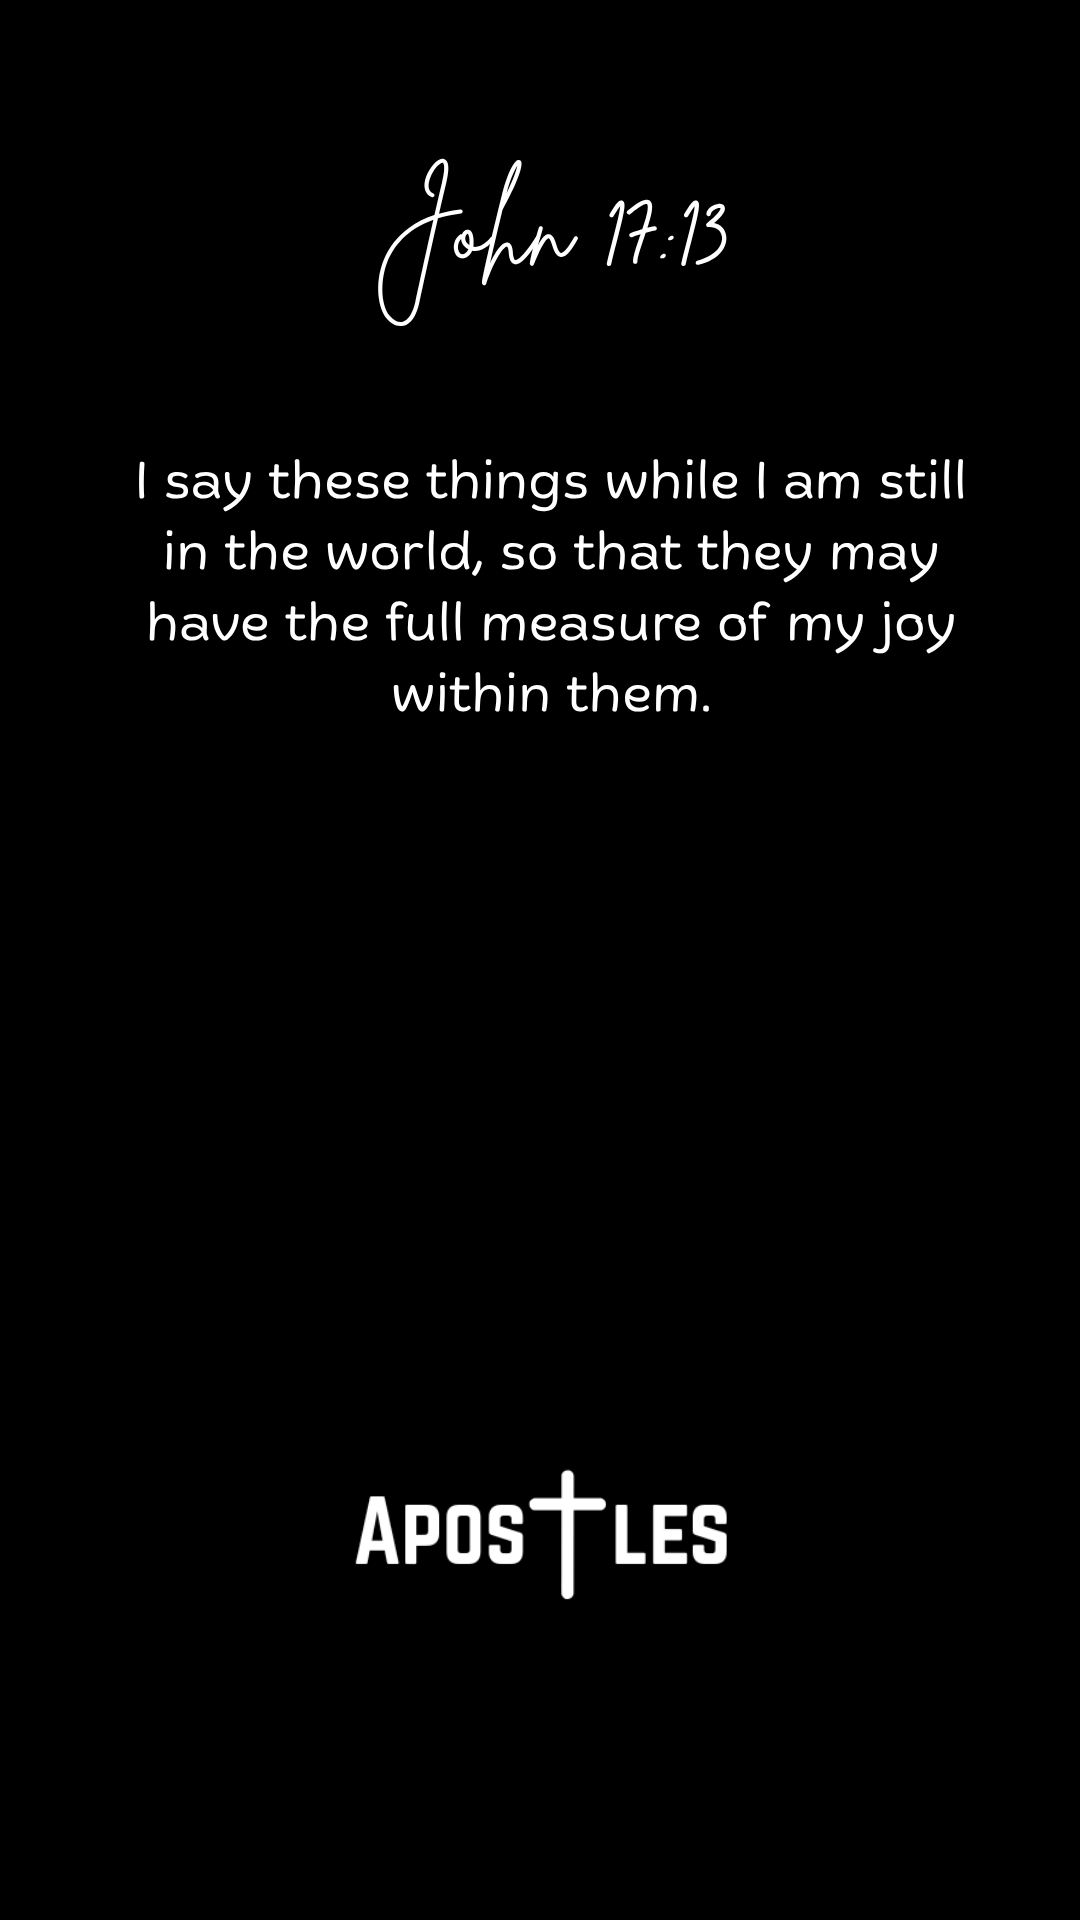 John 17:13
I say these things while I am still
in the world, so that they may
have the full measure of my joy
within them.
Apostles